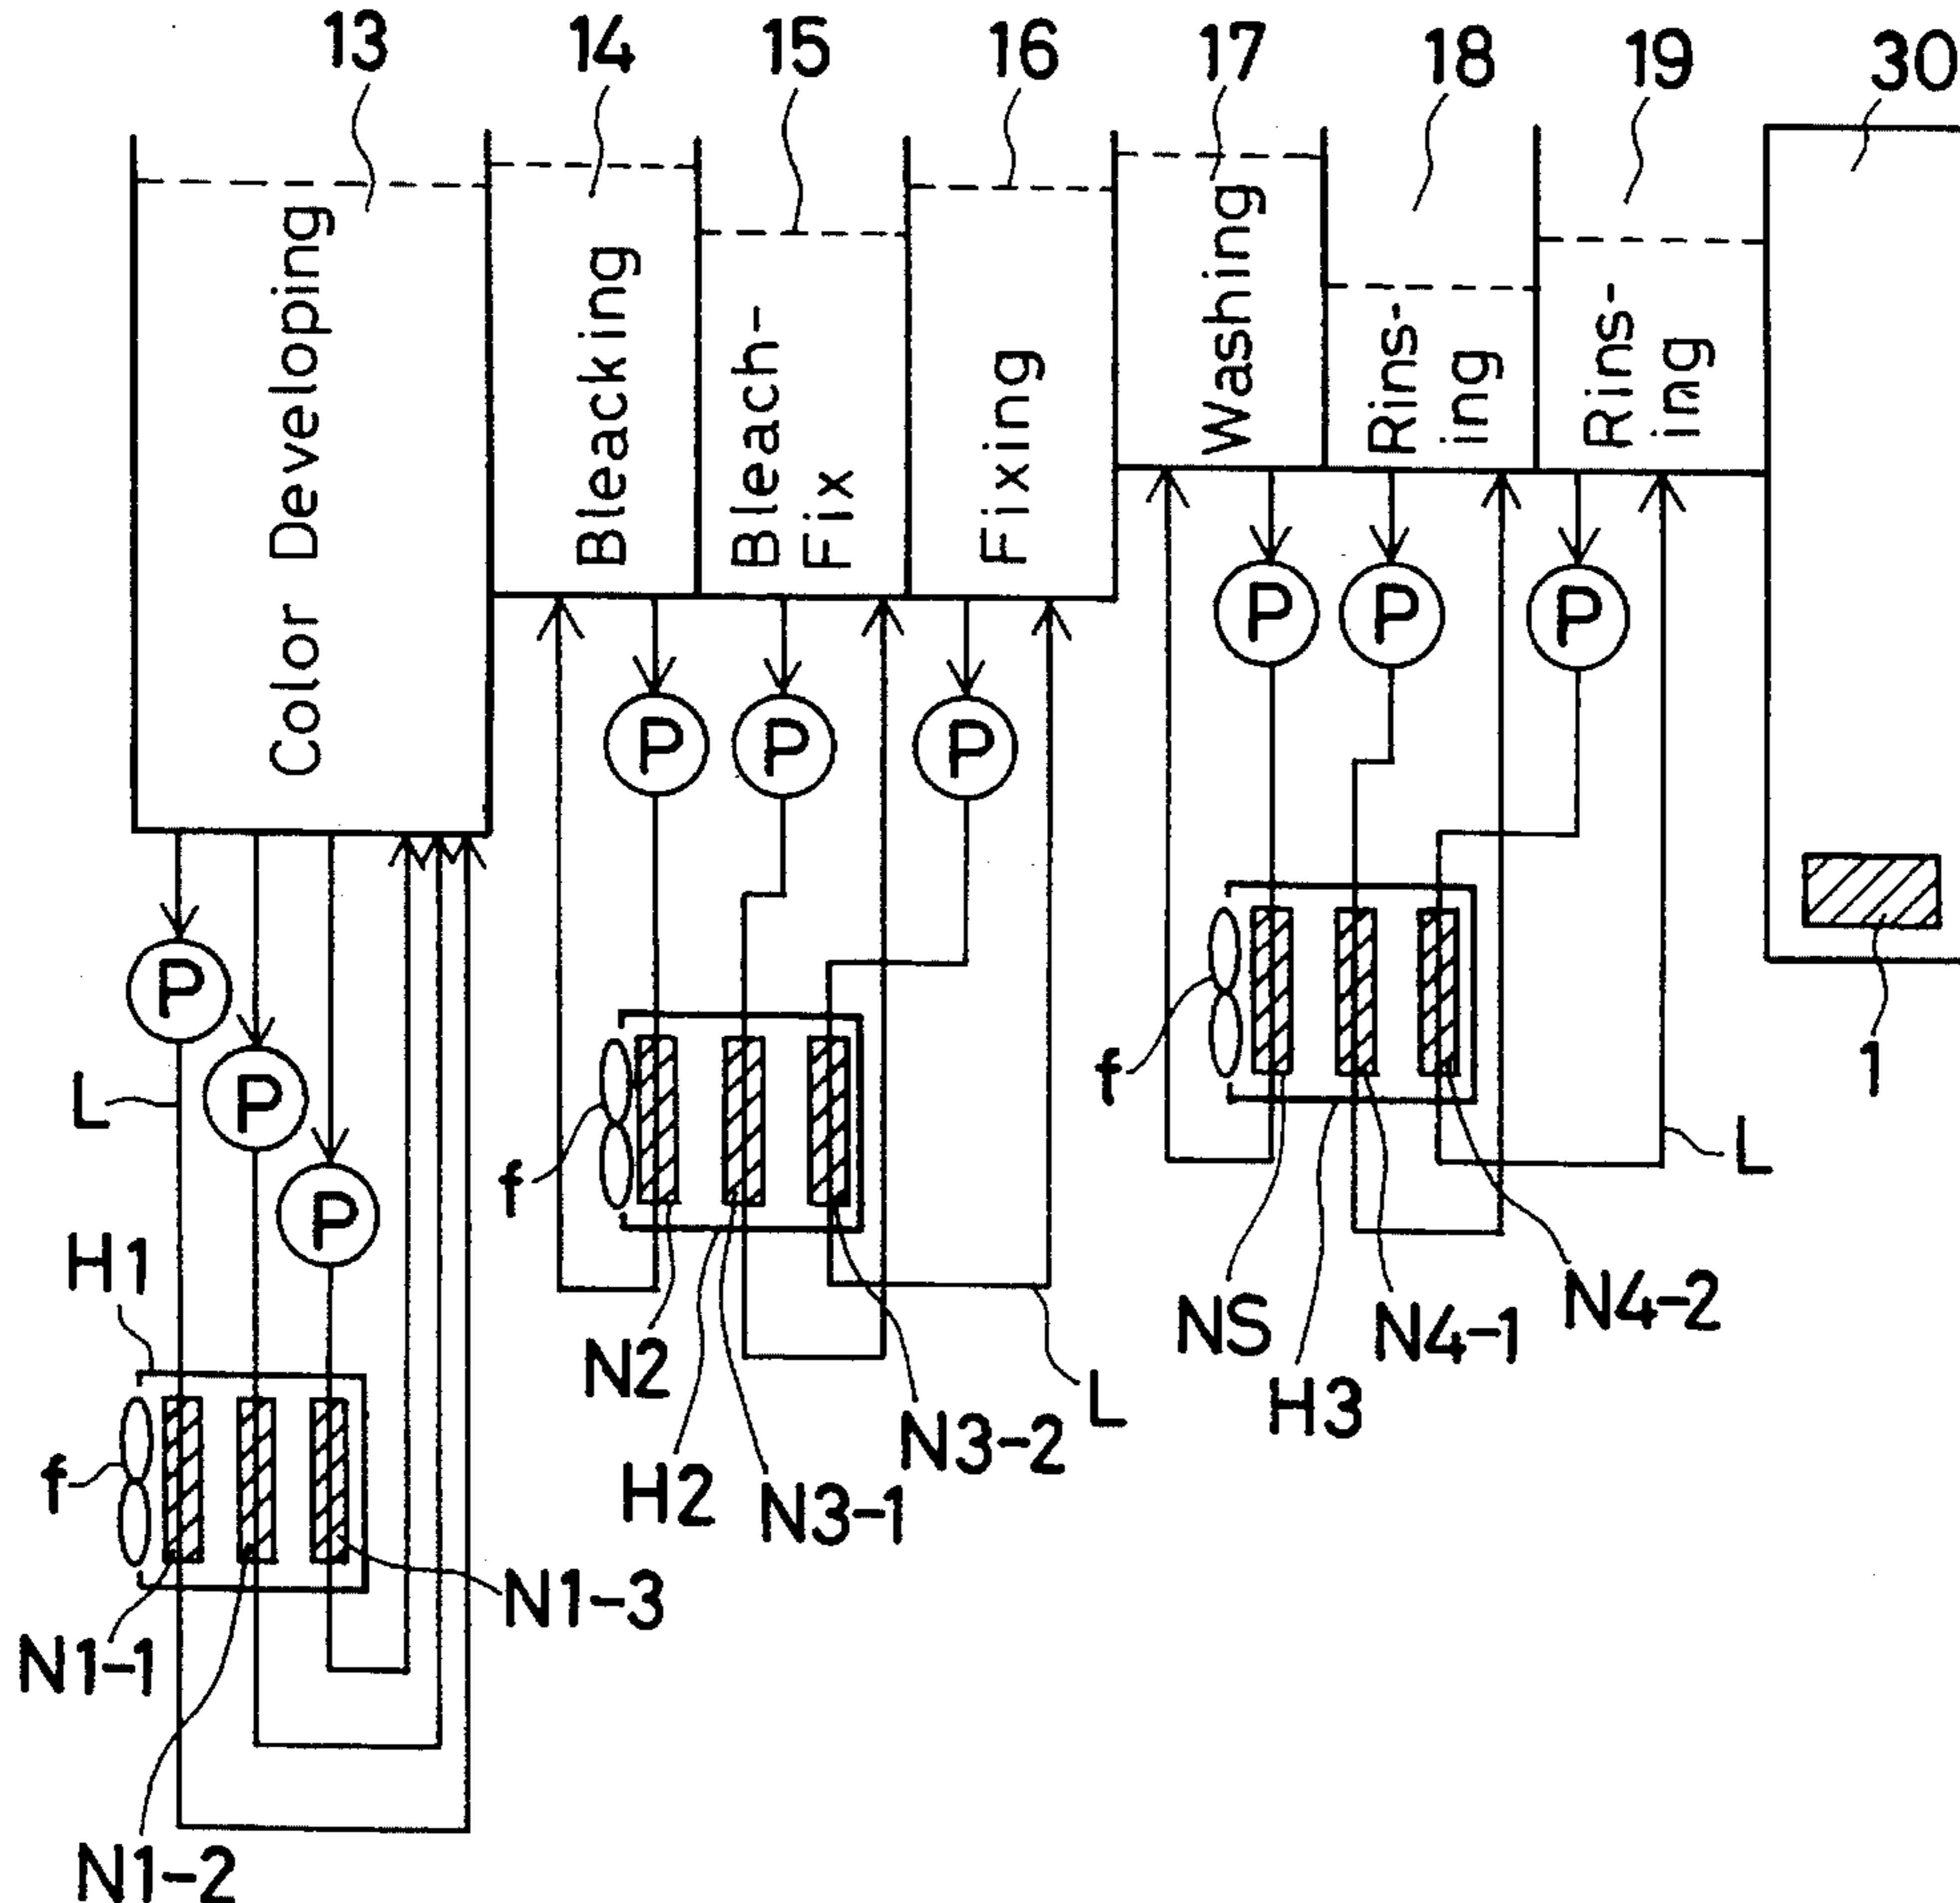 13
14
15
16
17
18
19
30
Color Developing
Bleacking
Bleach-
Fix
Fixing
Washing
Rins-
ing
Rins-
ing
P
P
P
P
P
P
P
P
P
L
f
f
1
L
H1
N2
NS
N4-1
N4-2
H3
L
f
H2
N3-1
N3-2
N1-3
N1-1
N1-2